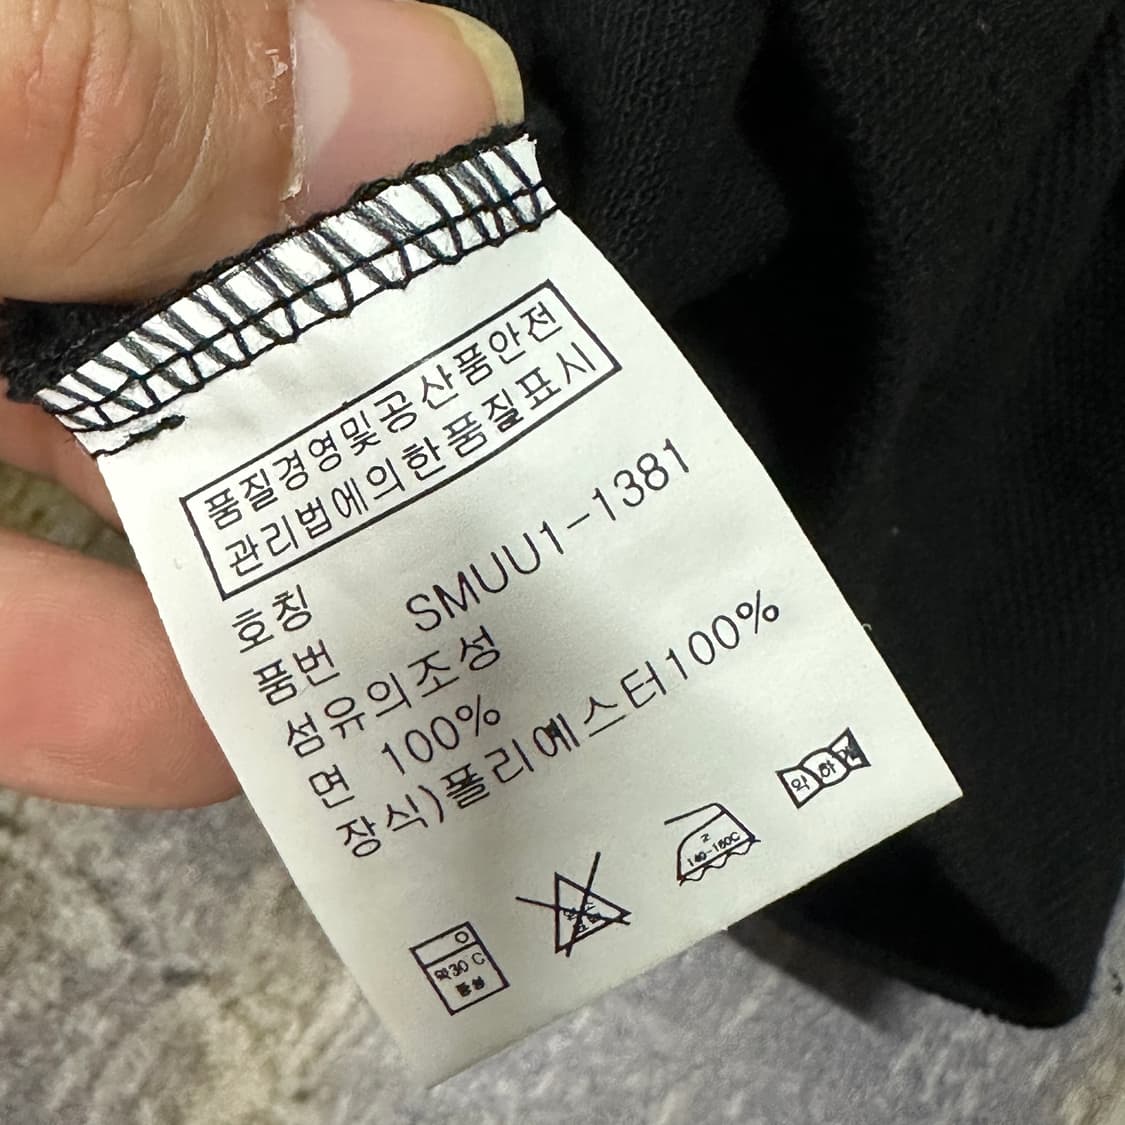 품질경영및공산품안전
관리법에의한품질표시
호칭
품번 SMUU1-1381
섬유의조성
면 100%
장식)폴리에스터100%
약30℃
중성
2
140-160C
약하게